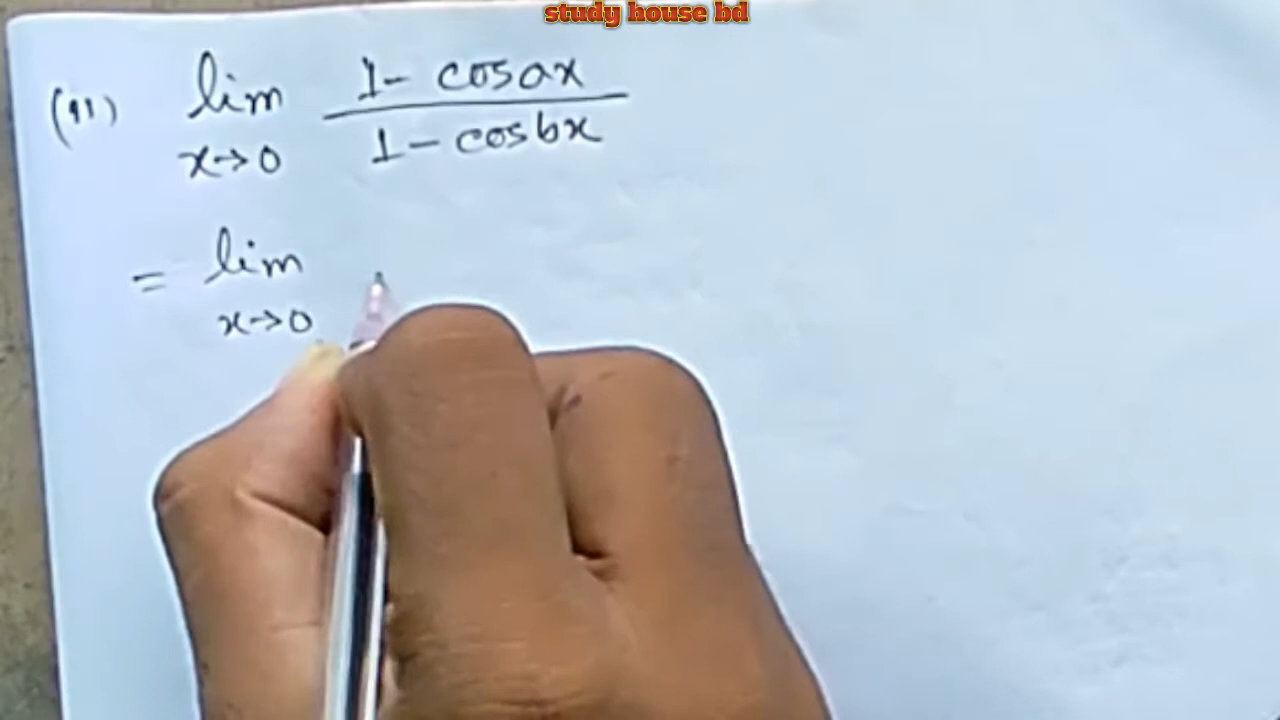 study house bd
(11) lim 1 - cosax
x→0 1 - cosbx
= lim
x→0